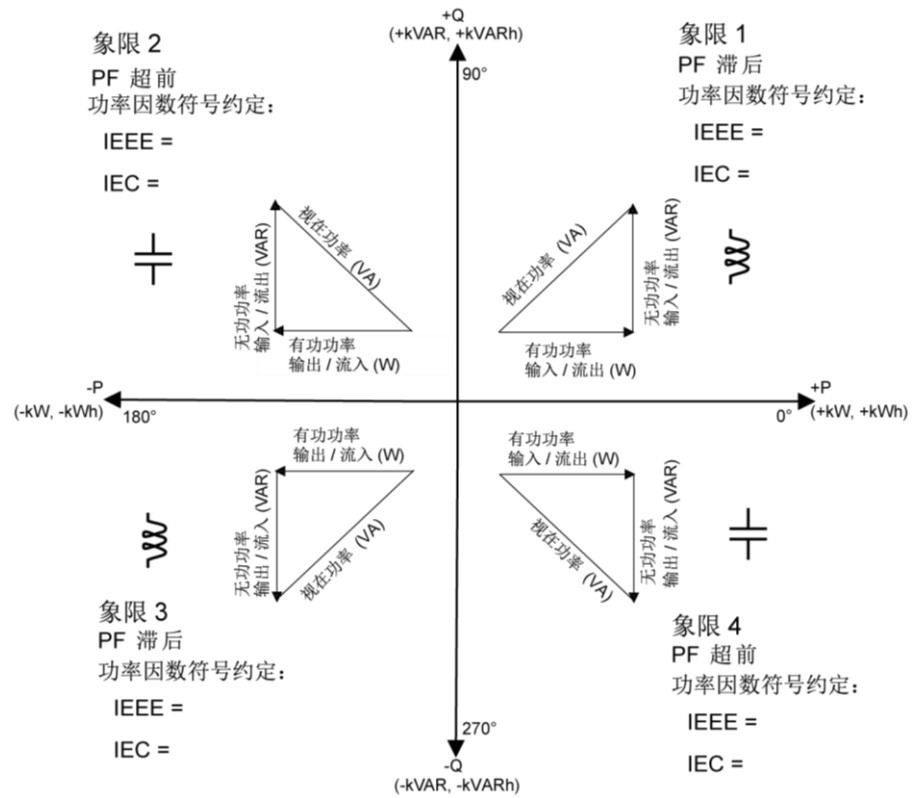 +Q
(+kVAR, +kVARh)
90°
象限 2
PF 超前
功率因数符号约定：
IEEE =
IEC =
视在功率 (VA)
无功功率
输入 / 流出 (VAR)
有功功率
输出 / 流入 (W)
象限 1
PF 滞后
功率因数符号约定：
IEEE =
IEC =
视在功率 (VA)
无功功率
输入 / 流出 (VAR)
有功功率
输入 / 流出 (W)
-P
(-kW, -kWh)
180°
0°
+P
(+kW, +kWh)
有功功率
输出 / 流入 (W)
无功功率
输出 / 流入 (VAR)
视在功率 (VA)
象限 3
PF 滞后
功率因数符号约定：
IEEE =
IEC =
有功功率
输入 / 流出 (W)
视在功率 (VA)
无功功率
输出 / 流入 (VAR)
象限 4
PF 超前
功率因数符号约定：
IEEE =
IEC =
270°
-Q
(-kVAR, -kVARh)